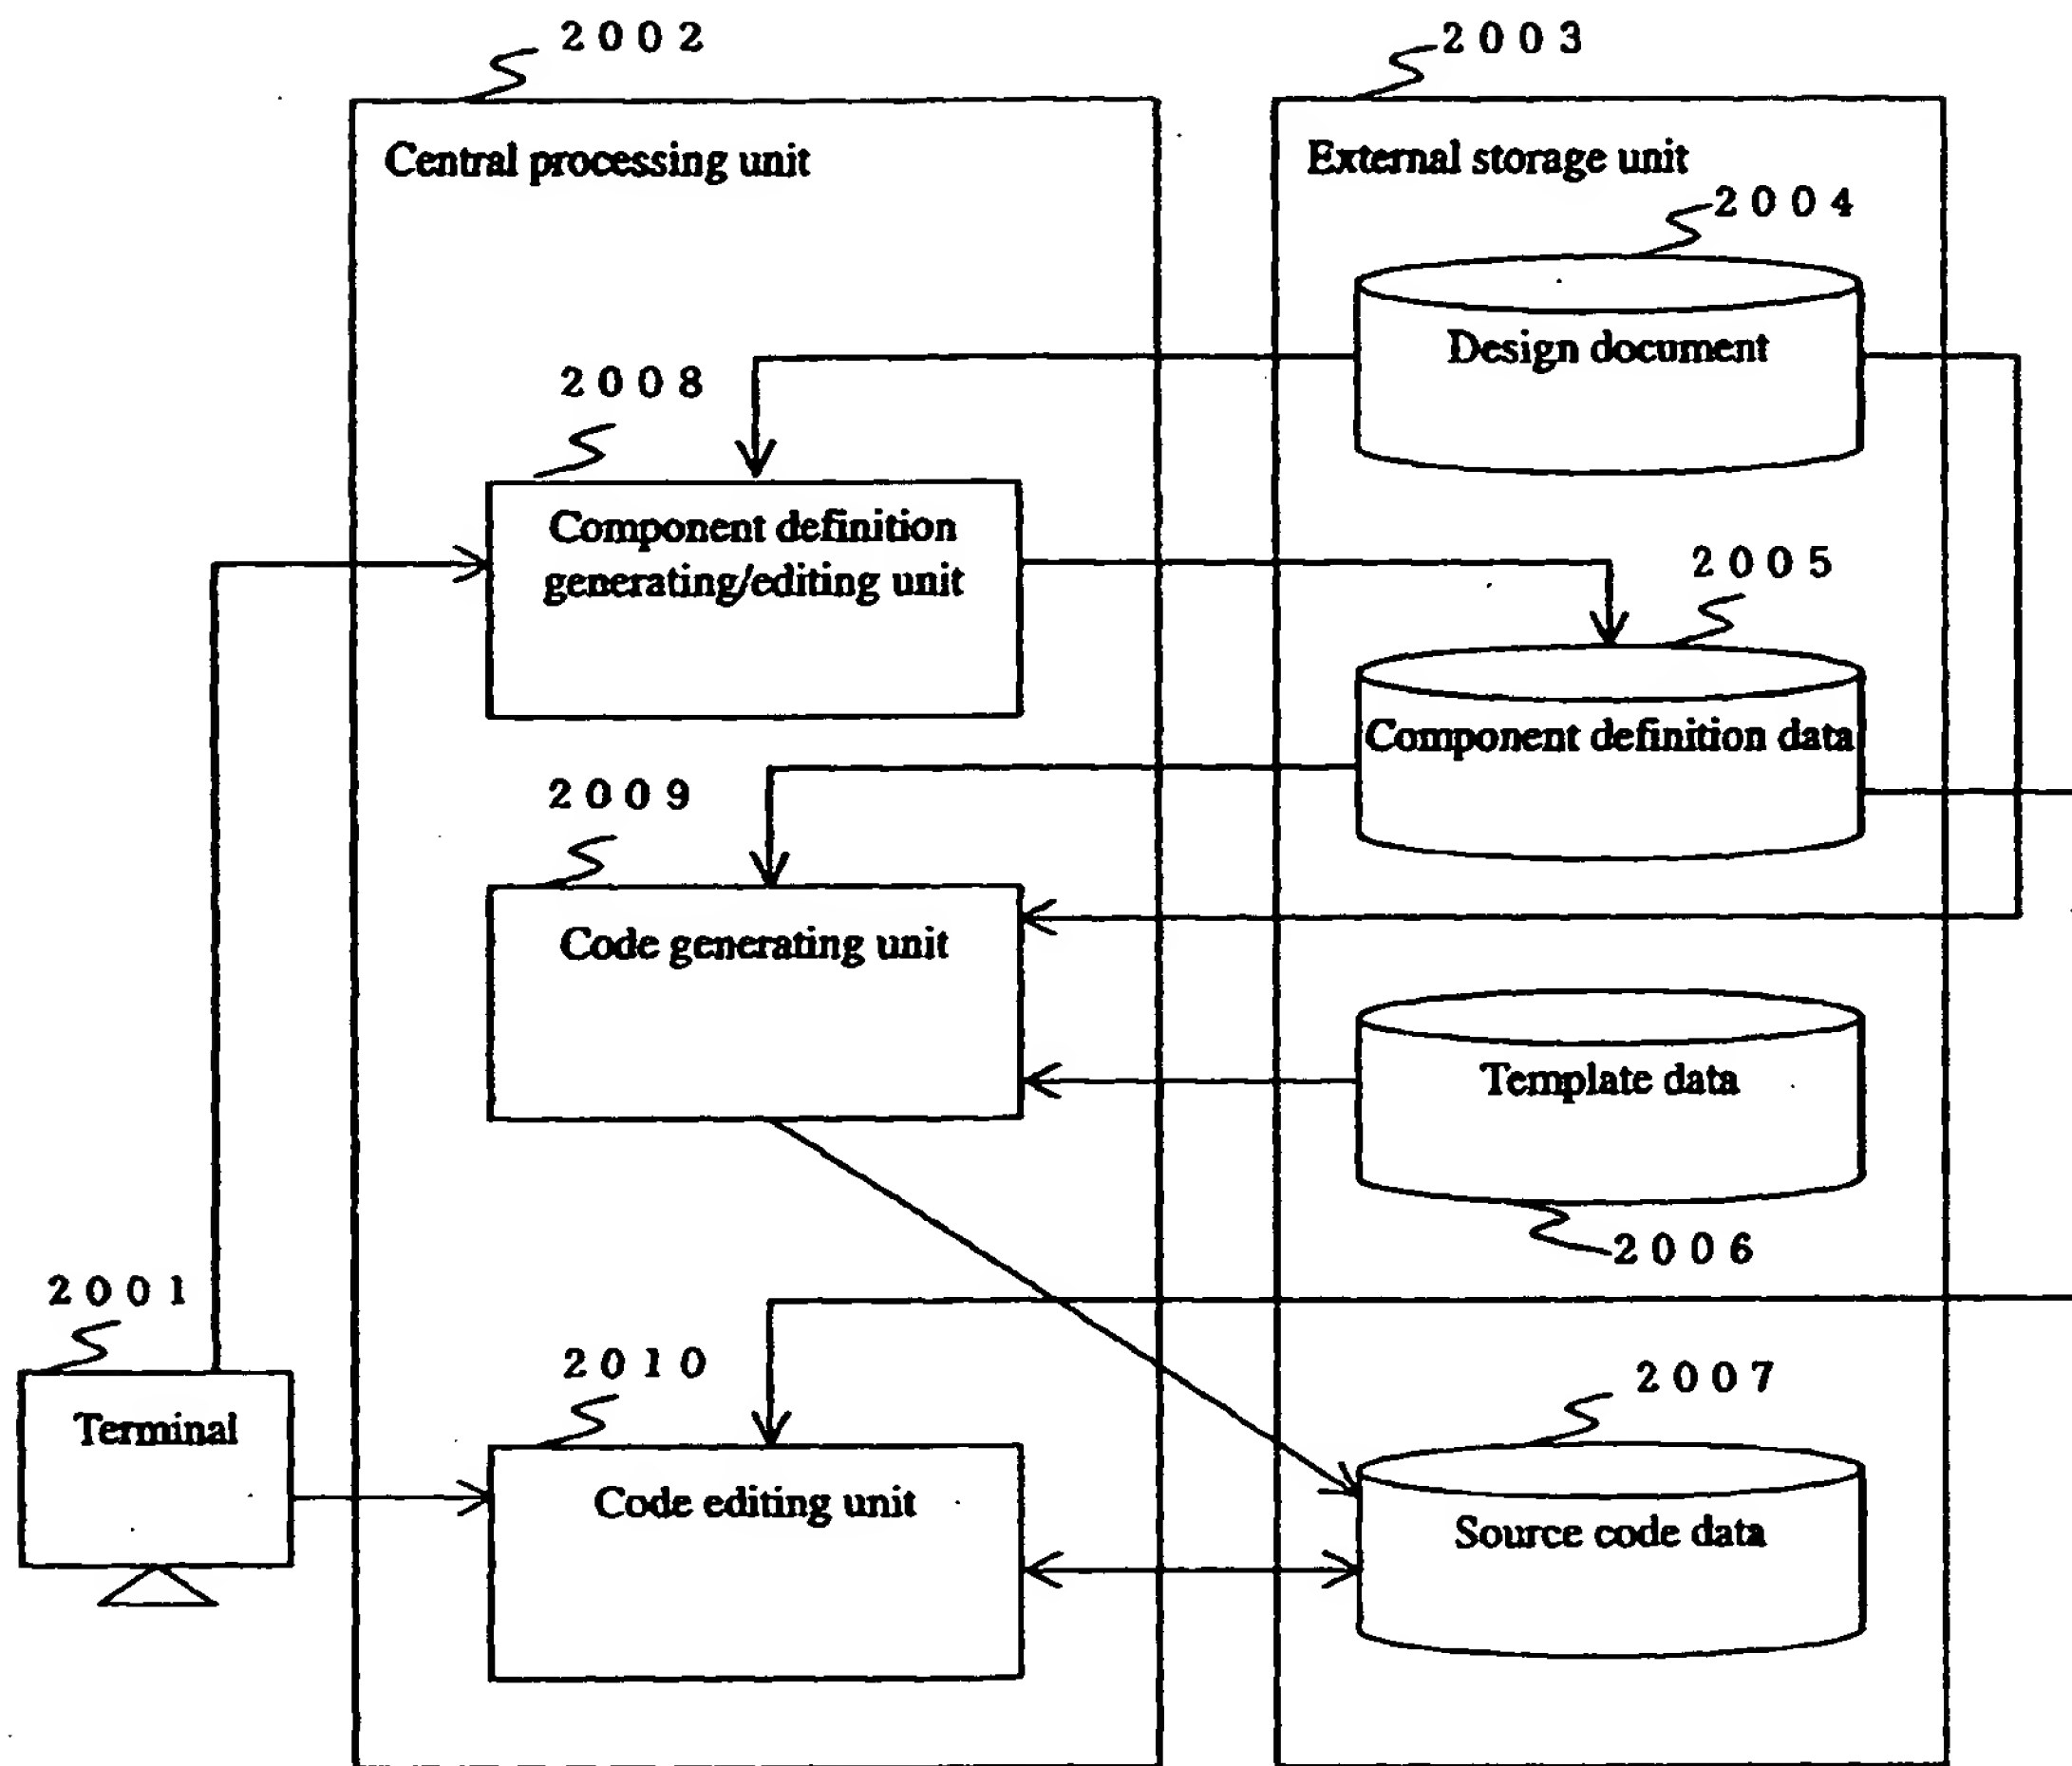 2002
2003
Central processing unit
External storage unit
2004
Design document
2008
Component definition
generating/editing unit
2005
Component definition data
2009
Code generating unit
Template data
2006
2001
Terminal
2010
Code editing unit
2007
Source code data